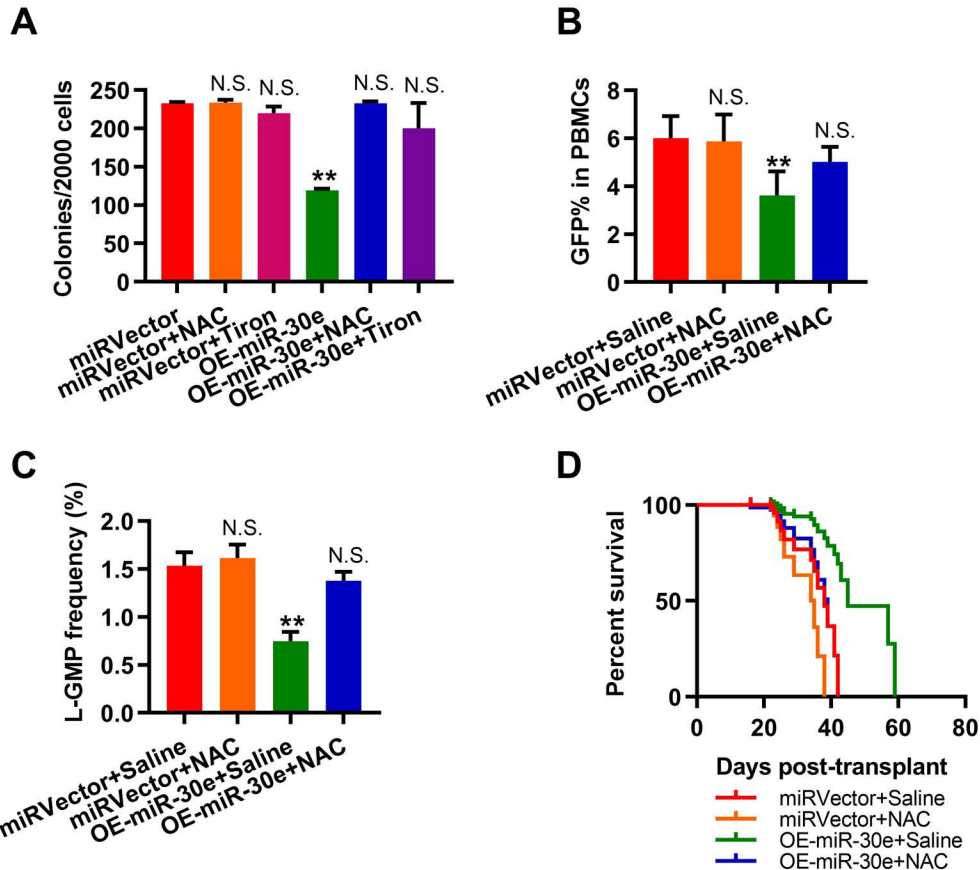 A
Colonies/2000 cells
250
200
150
100
50
0
N.S.
N.S.
**
N.S.
N.S.
miRVector
miRVector+NAC
miRVector+Tiron
OE-miR-30e
OE-miR-30e+NAC
OE-miR-30e+Tiron
B
GFP% in PBMCs
8
6
4
2
0
N.S.
**
N.S.
miRVector+Saline
miRVector+NAC
OE-miR-30e+Saline
OE-miR-30e+NAC
C
L-GMP frequency (%)
2.0
1.5
1.0
0.5
0.0
N.S.
**
N.S.
miRVector+Saline
miRVector+NAC
OE-miR-30e+Saline
OE-miR-30e+NAC
D
Percent survival
100
50
0
0 20 40 60 80
Days post-transplant
miRVector+Saline
miRVector+NAC
OE-miR-30e+Saline
OE-miR-30e+NAC